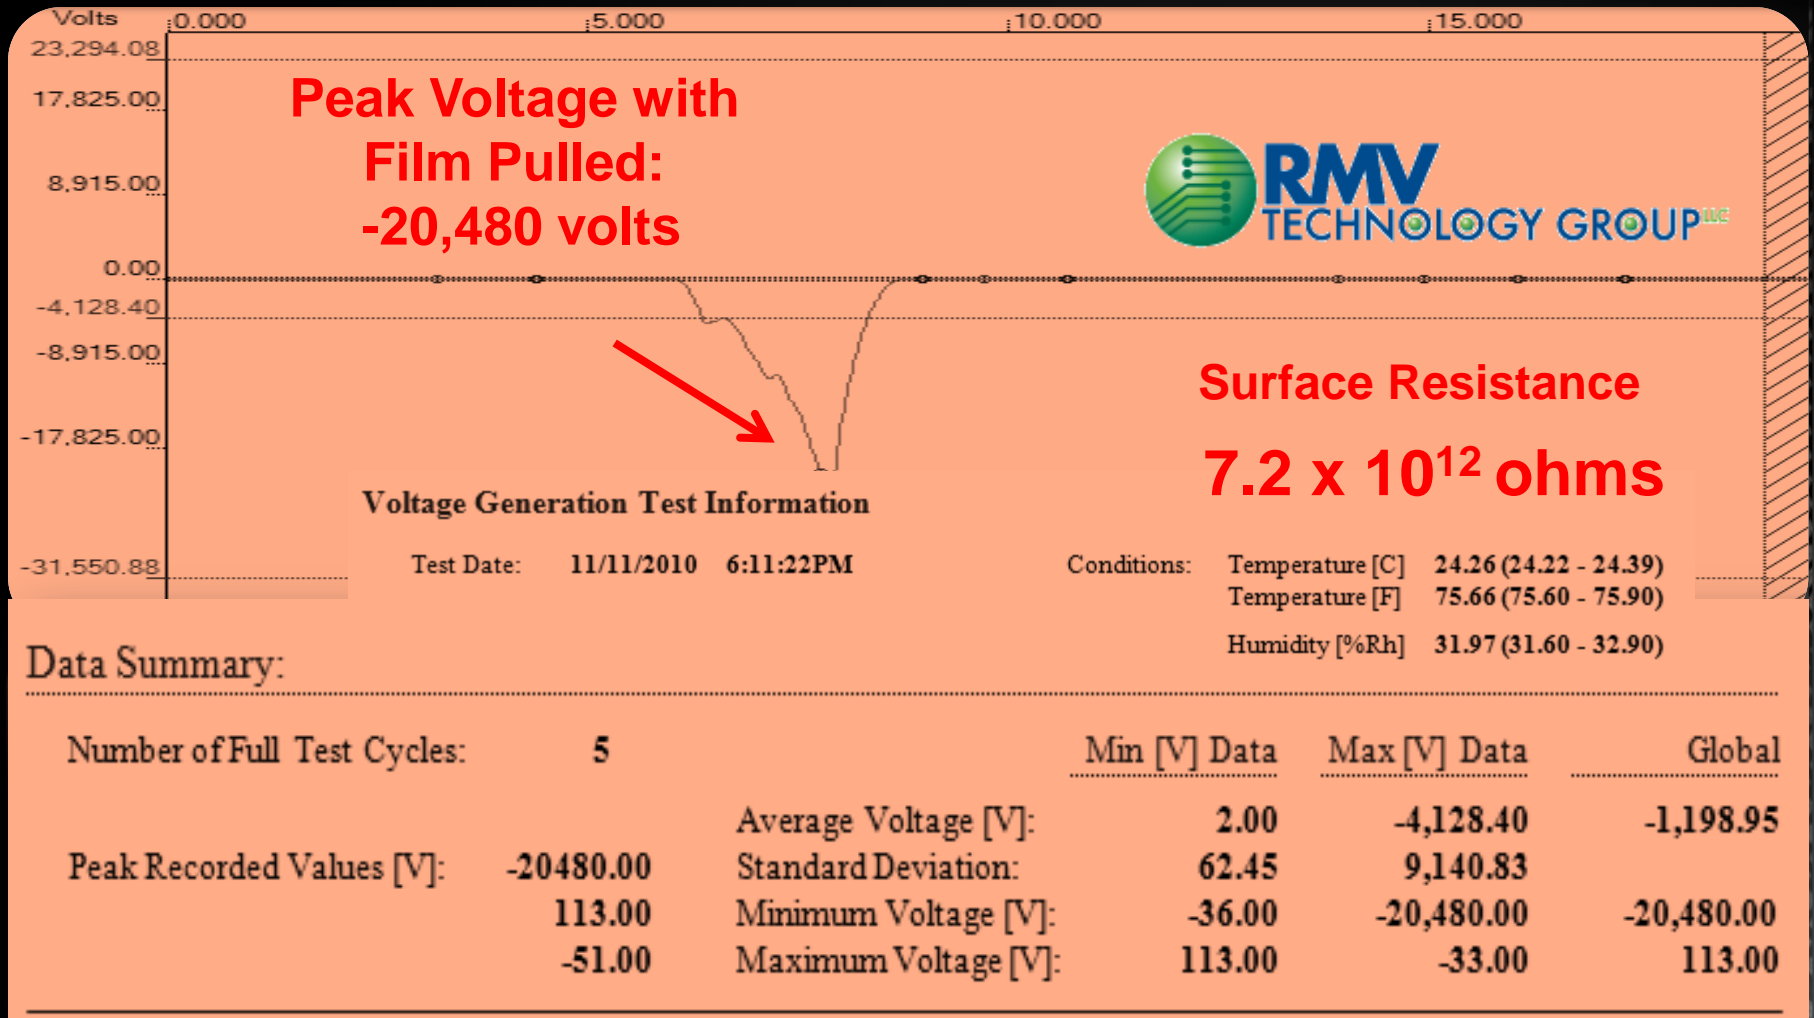 Volts 0.000 5.000 10.000 15.000
23,294.08
17,825.00
8,915.00
0.00
-4,128.40
-8,915.00
-17,825.00
-31,550.88
Peak Voltage with
Film Pulled:
-20,480 volts
RMV
TECHNOLOGY GROUP LLC
Surface Resistance
7.2 x 10¹² ohms
Voltage Generation Test Information
Test Date: 11/11/2010 6:11:22PM
Conditions: Temperature [C] 24.26 (24.22 - 24.39)
Temperature [F] 75.66 (75.60 - 75.90)
Humidity [%Rh] 31.97 (31.60 - 32.90)
Data Summary:
Number of Full Test Cycles: 5 Min [V] Data Max [V] Data Global
Average Voltage [V]: 2.00 -4,128.40 -1,198.95
Peak Recorded Values [V]: -20480.00 Standard Deviation: 62.45 9,140.83
113.00 Minimum Voltage [V]: -36.00 -20,480.00 -20,480.00
-51.00 Maximum Voltage [V]: 113.00 -33.00 113.00